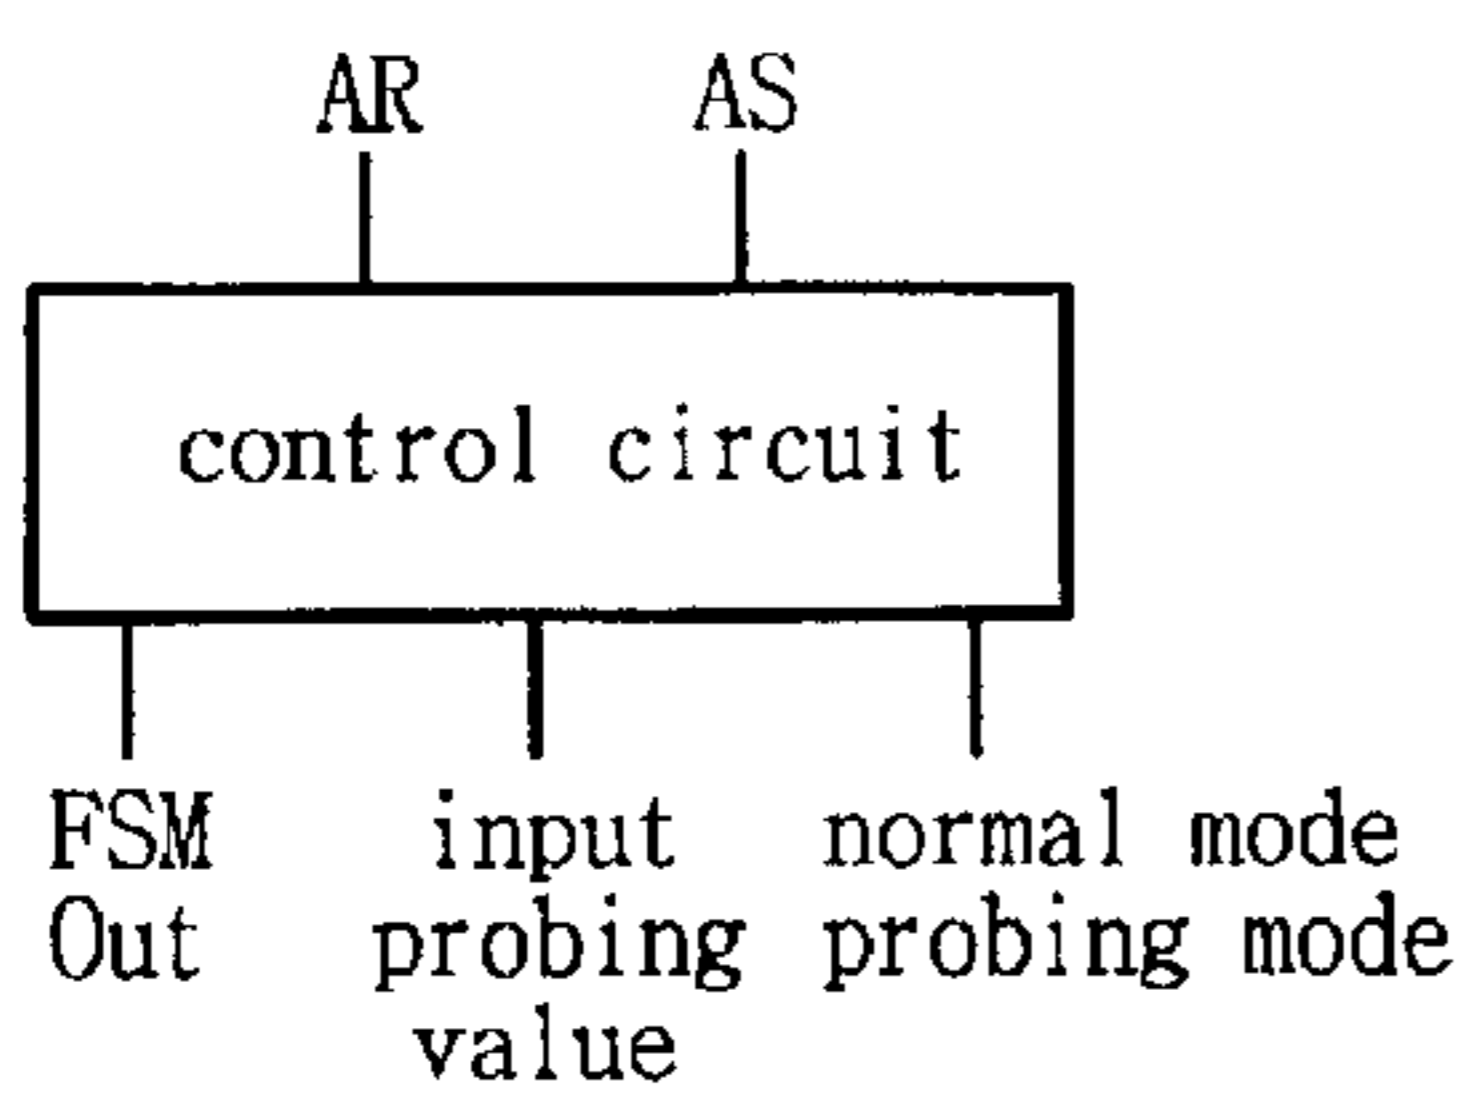 AR AS
control circuit
FSM
Out
input
probing
value
normal mode
probing mode